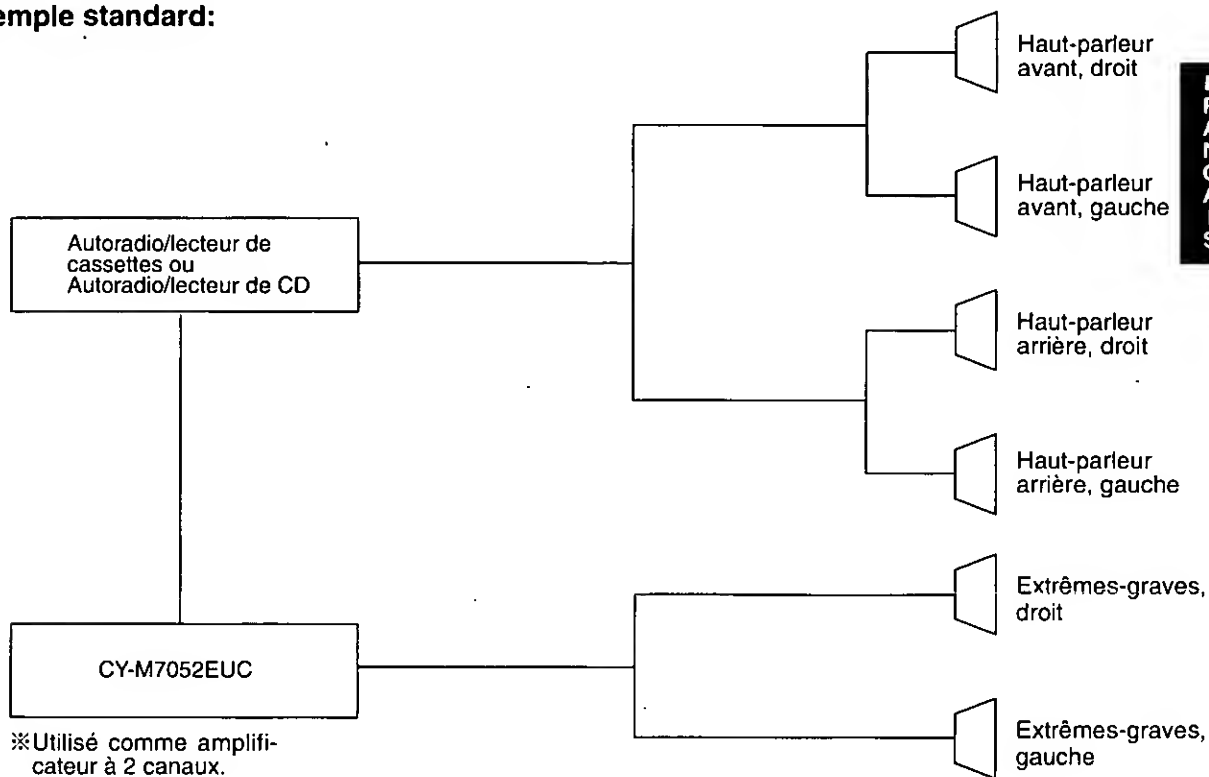 emple standard:
Haut-parleur
avant, droit
Haut-parleur
avant, gauche
Autoradio/lecteur de
cassettes ou
Autoradio/lecteur de CD
Haut-parleur
arrière, droit
Haut-parleur
arrière, gauche
Extrêmes-graves,
droit
CY-M7052EUC
Extrêmes-graves,
gauche
※Utilisé comme amplifi-
cateur à 2 canaux.